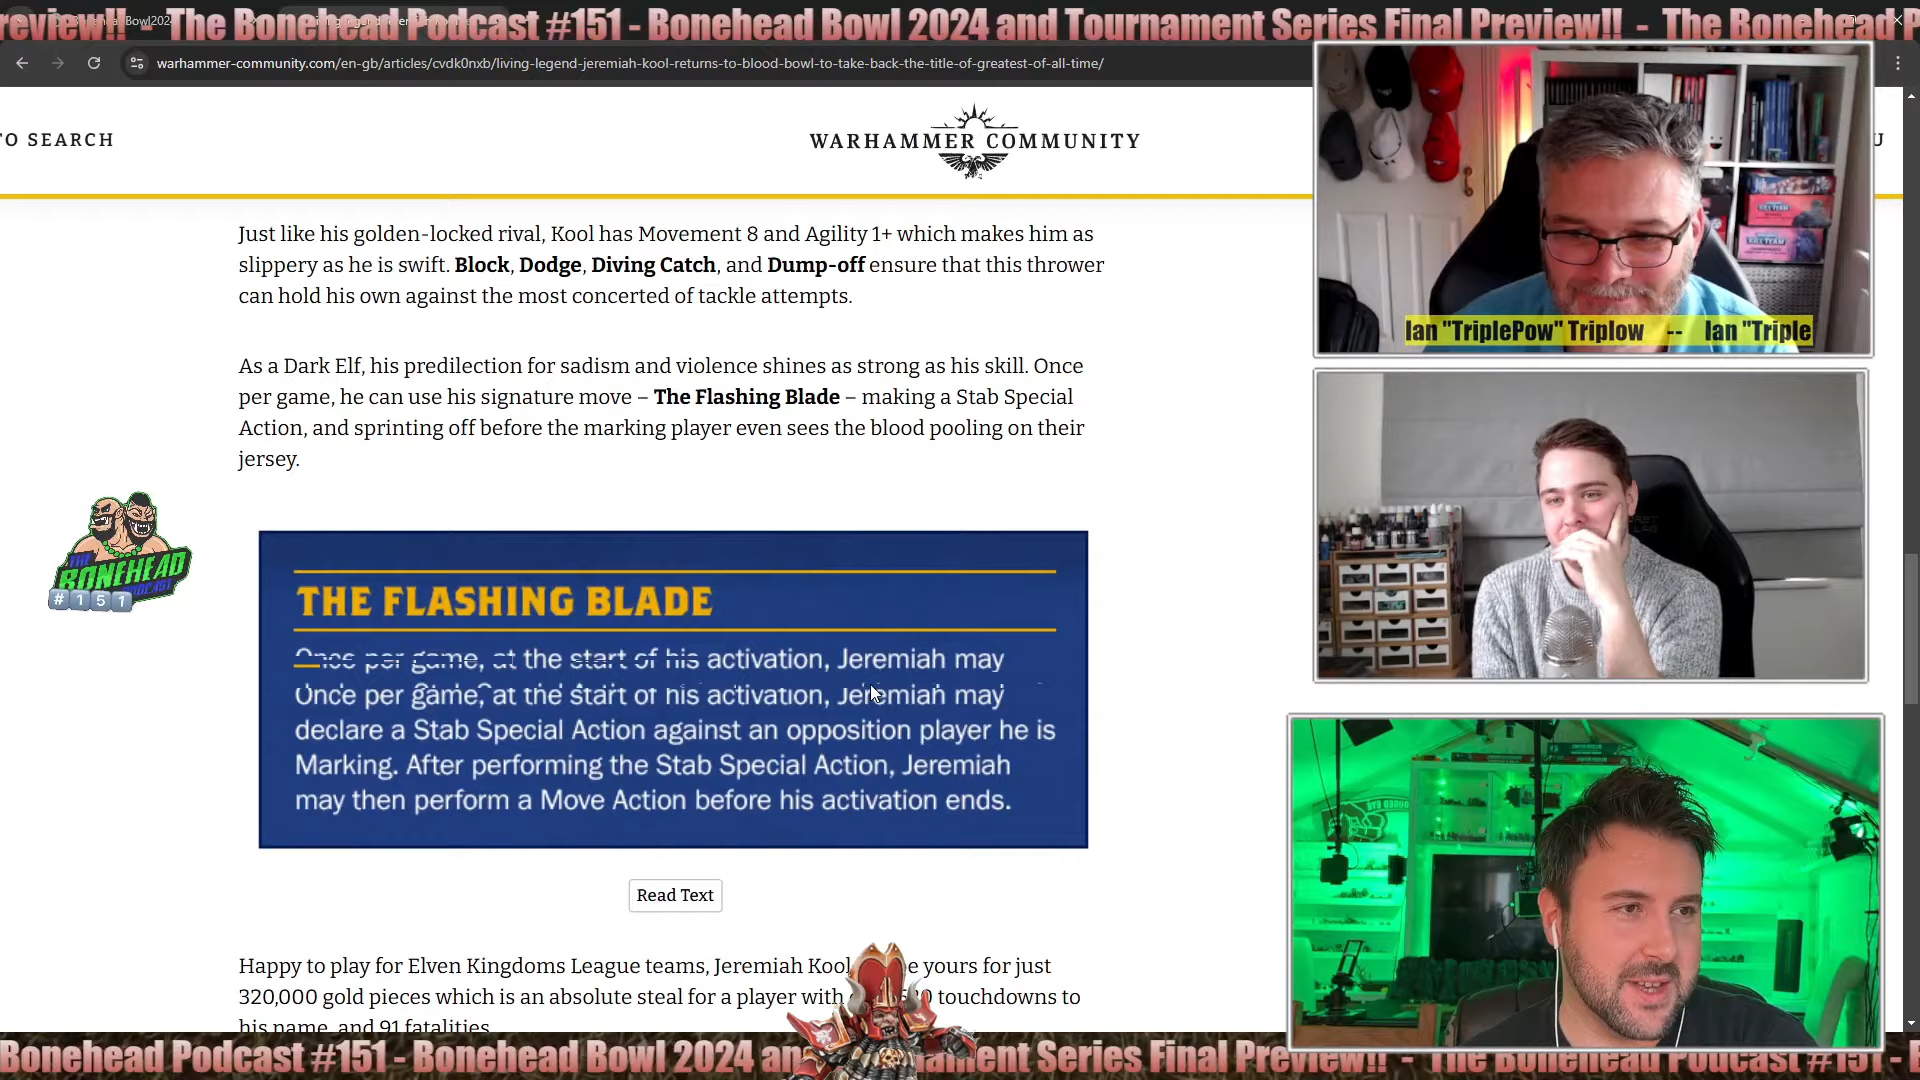 review!! - The Bonehead Podcast #151 - Bonehead Bowl 2024 and Tournament Series Final Preview!! - The Bonehead P
warhammer-community.com/en-gb/articles/cvdk0nxb/living-legend-jeremiah-kool-returns-to-blood-bowl-to-take-back-the-title-of-greatest-of-all-time/
TO SEARCH
WARHAMMER COMMUNITY
U
Just like his golden-locked rival, Kool has Movement 8 and Agility 1+ which makes him as
slippery as he is swift. Block, Dodge, Diving Catch, and Dump-off ensure that this thrower
can hold his own against the most concerted of tackle attempts.
Ian "TriplePow" Triplow -- Ian "Triple
As a Dark Elf, his predilection for sadism and violence shines as strong as his skill. Once
per game, he can use his signature move – The Flashing Blade – making a Stab Special
Action, and sprinting off before the marking player even sees the blood pooling on their
jersey.
THE
BONEHEAD
PODCAST
#151
THE FLASHING BLADE
Once per game, at the start of his activation, Jeremiah may
Once per game, at the start of his activation, Jeremiah may
declare a Stab Special Action against an opposition player he is
Marking. After performing the Stab Special Action, Jeremiah
may then perform a Move Action before his activation ends.
Read Text
Happy to play for Elven Kingdoms League teams, Jeremiah Kool yours for just
320,000 gold pieces which is an absolute steal for a player with touchdowns to
his name, and 91 fatalities
Bonehead Podcast #151 - Bonehead Bowl 2024 an ament Series Final Preview!! - The Bonehead Podcast #151 - B